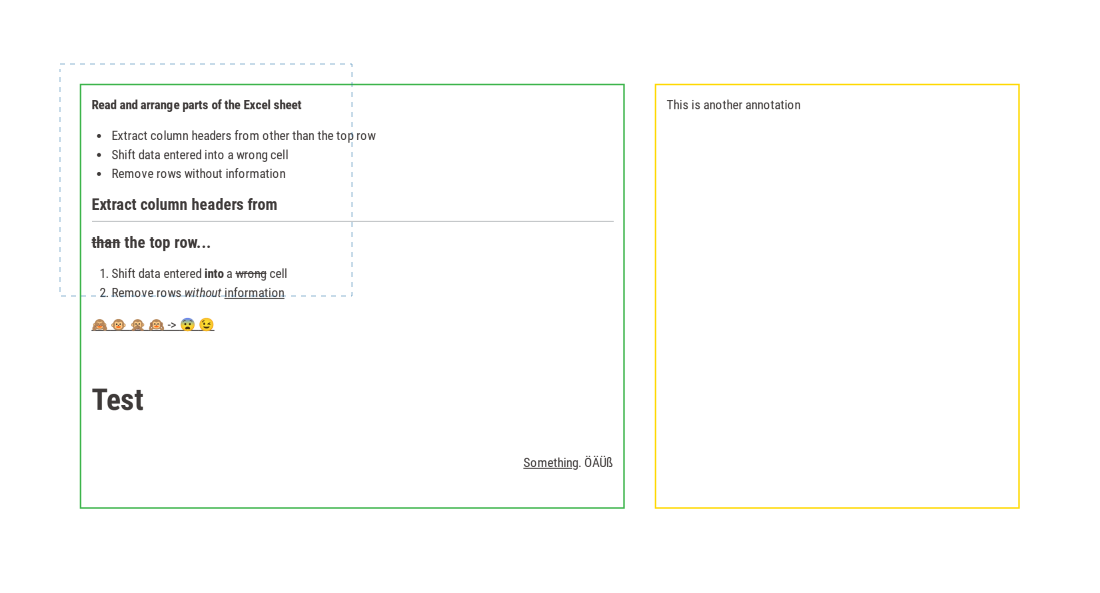 Read and arrange parts of the Excel sheet
• Extract column headers from other than the top row
• Shift data entered into a wrong cell
• Remove rows without information
Extract column headers from
than the top row...
1. Shift data entered into a wrong cell
2. Remove rows without information
🙈 🐵 🙊 🙉 -> 😨 😉
Test
Something. ÖÄÜß
This is another annotation